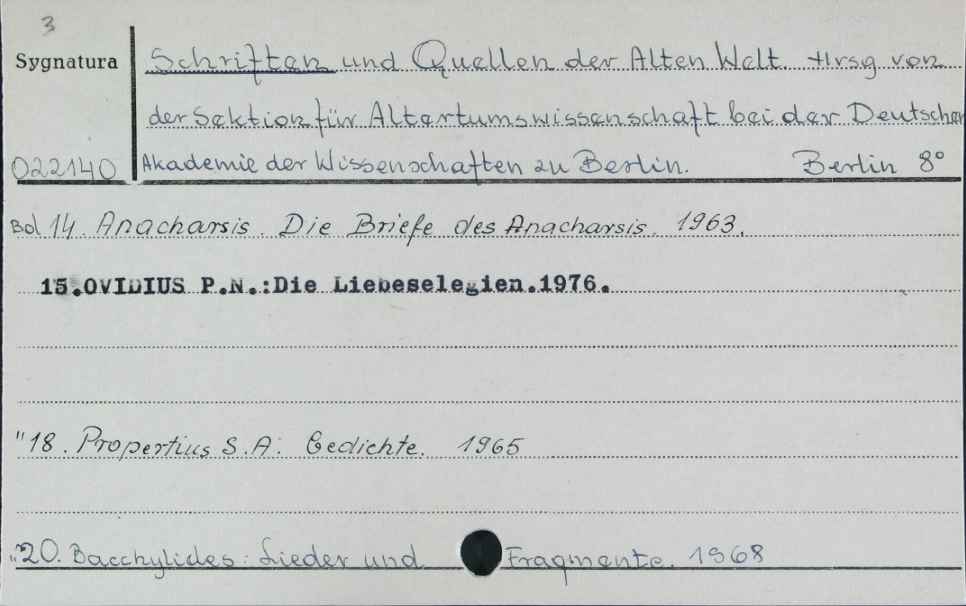 3
Sygnatura
Schriften und Quellen der Alten Welt. Hrsg von
der Sektion für Altertumswissenschaft bei der Deutschen
022140 Akademie der Wissenschaften zu Berlin. Berlin 8°
Bd 14. Anacharsis. Die Briefe des Anacharsis. 1963.
15.OVIDIUS P.N.:Die Liebeselegien.1976.
"18. Propertius S.A: Gedichte. 1965
"20. Bacchylides: Lieder und Fragmente. 1968